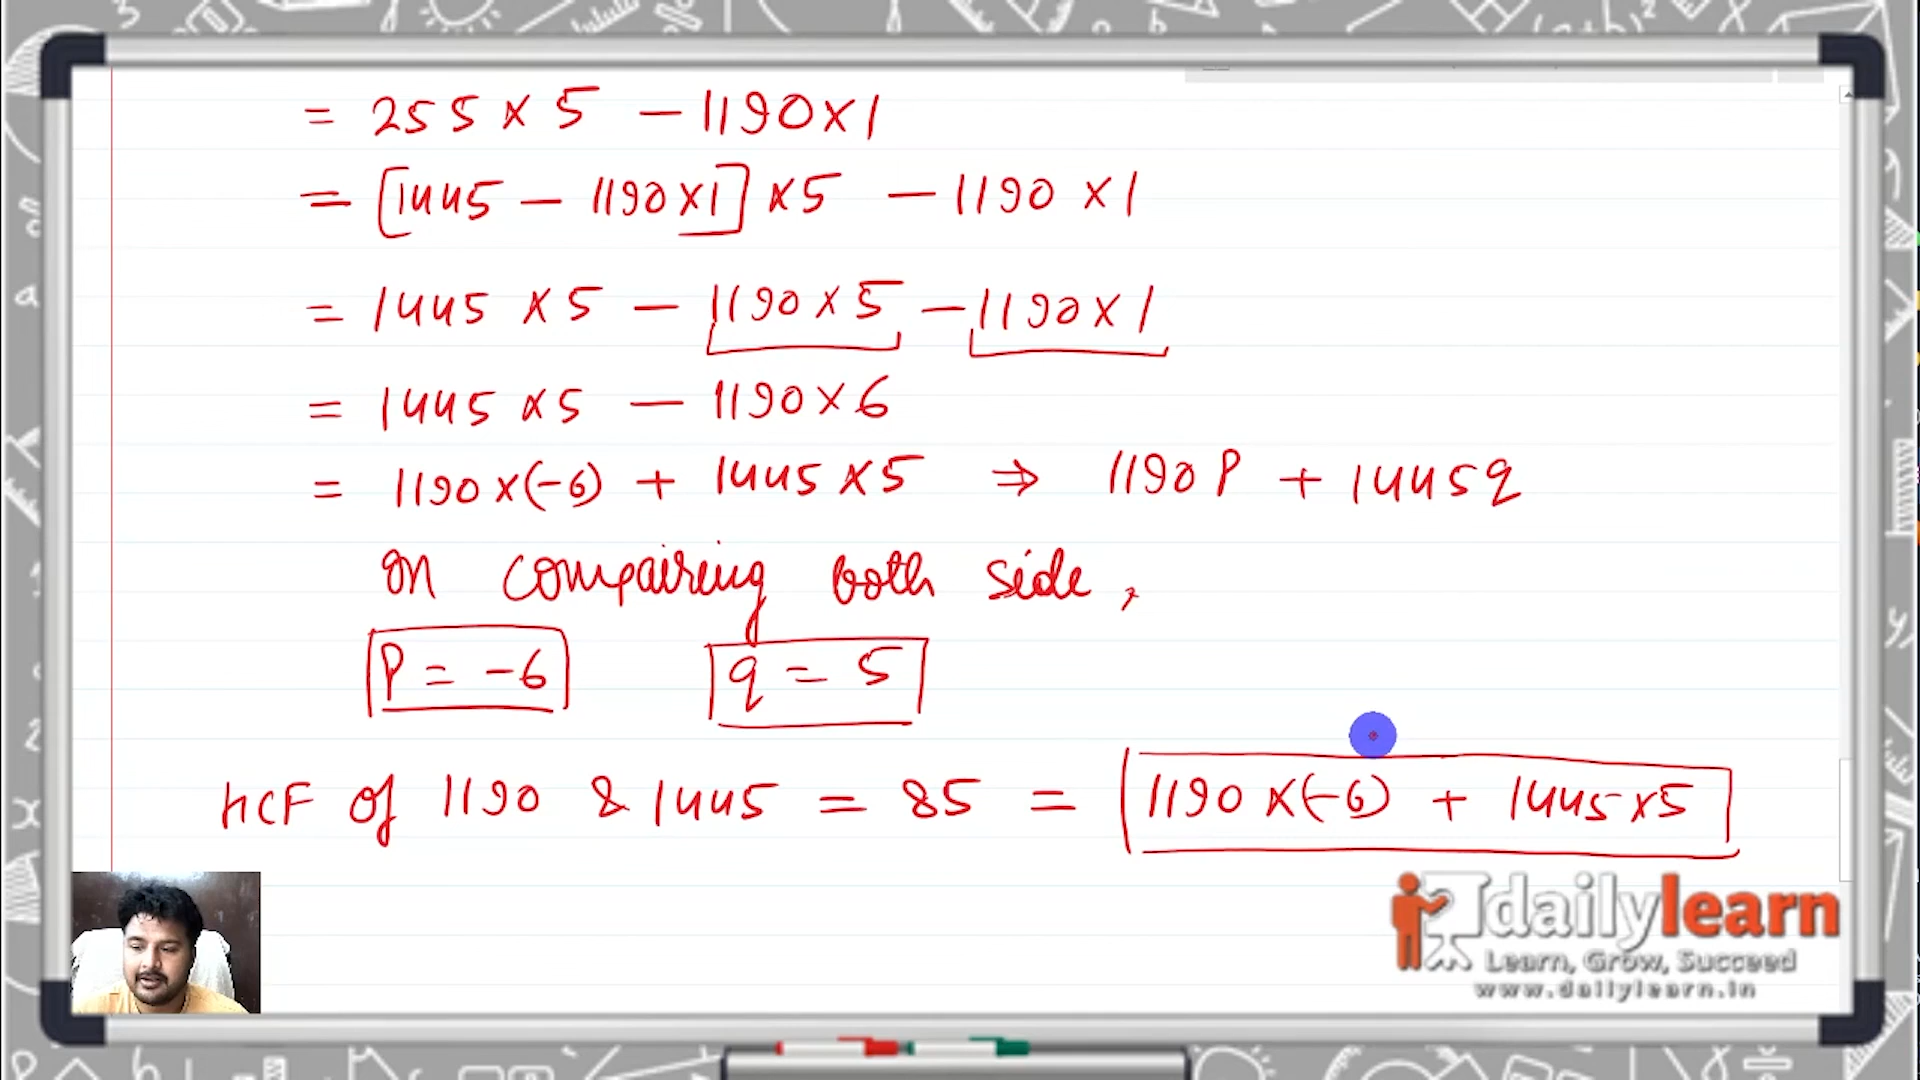 = 255 × 5 − 1190×1
= [1445 − 1190×1] ×5 − 1190 ×1
= 1445 ×5 − 1190×5 − 1190×1
= 1445 ×5 − 1190×6
= 1190×(−6) + 1445×5 ⇒ 1190P + 1445q
on compairing both side,
P = −6 q = 5
HCF of 1190 & 1445 = 85 = 1190×(−6) + 1445×5
dailylearn
Learn, Grow, Succeed
www.dailylearn.in